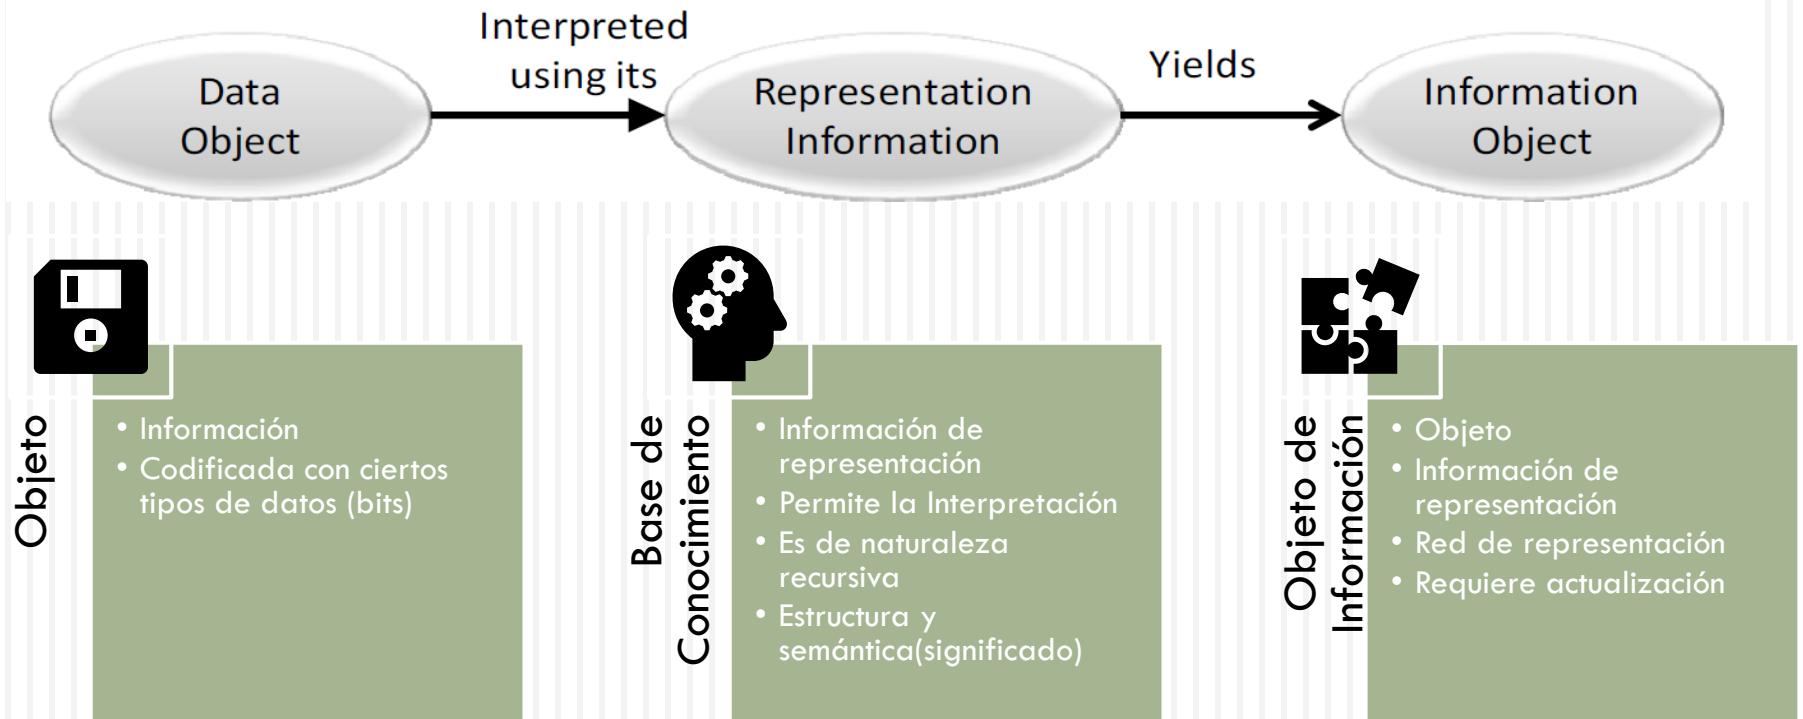 Data
Object
Interpreted
using its
Representation
Information
Yields
Information
Object
Objeto
• Información
• Codificada con ciertos
tipos de datos (bits)
Base de
Conocimiento
• Información de
representación
• Permite la Interpretación
• Es de naturaleza
recursiva
• Estructura y
semántica(significado)
Objeto de
Información
• Objeto
• Información de
representación
• Red de representación
• Requiere actualización